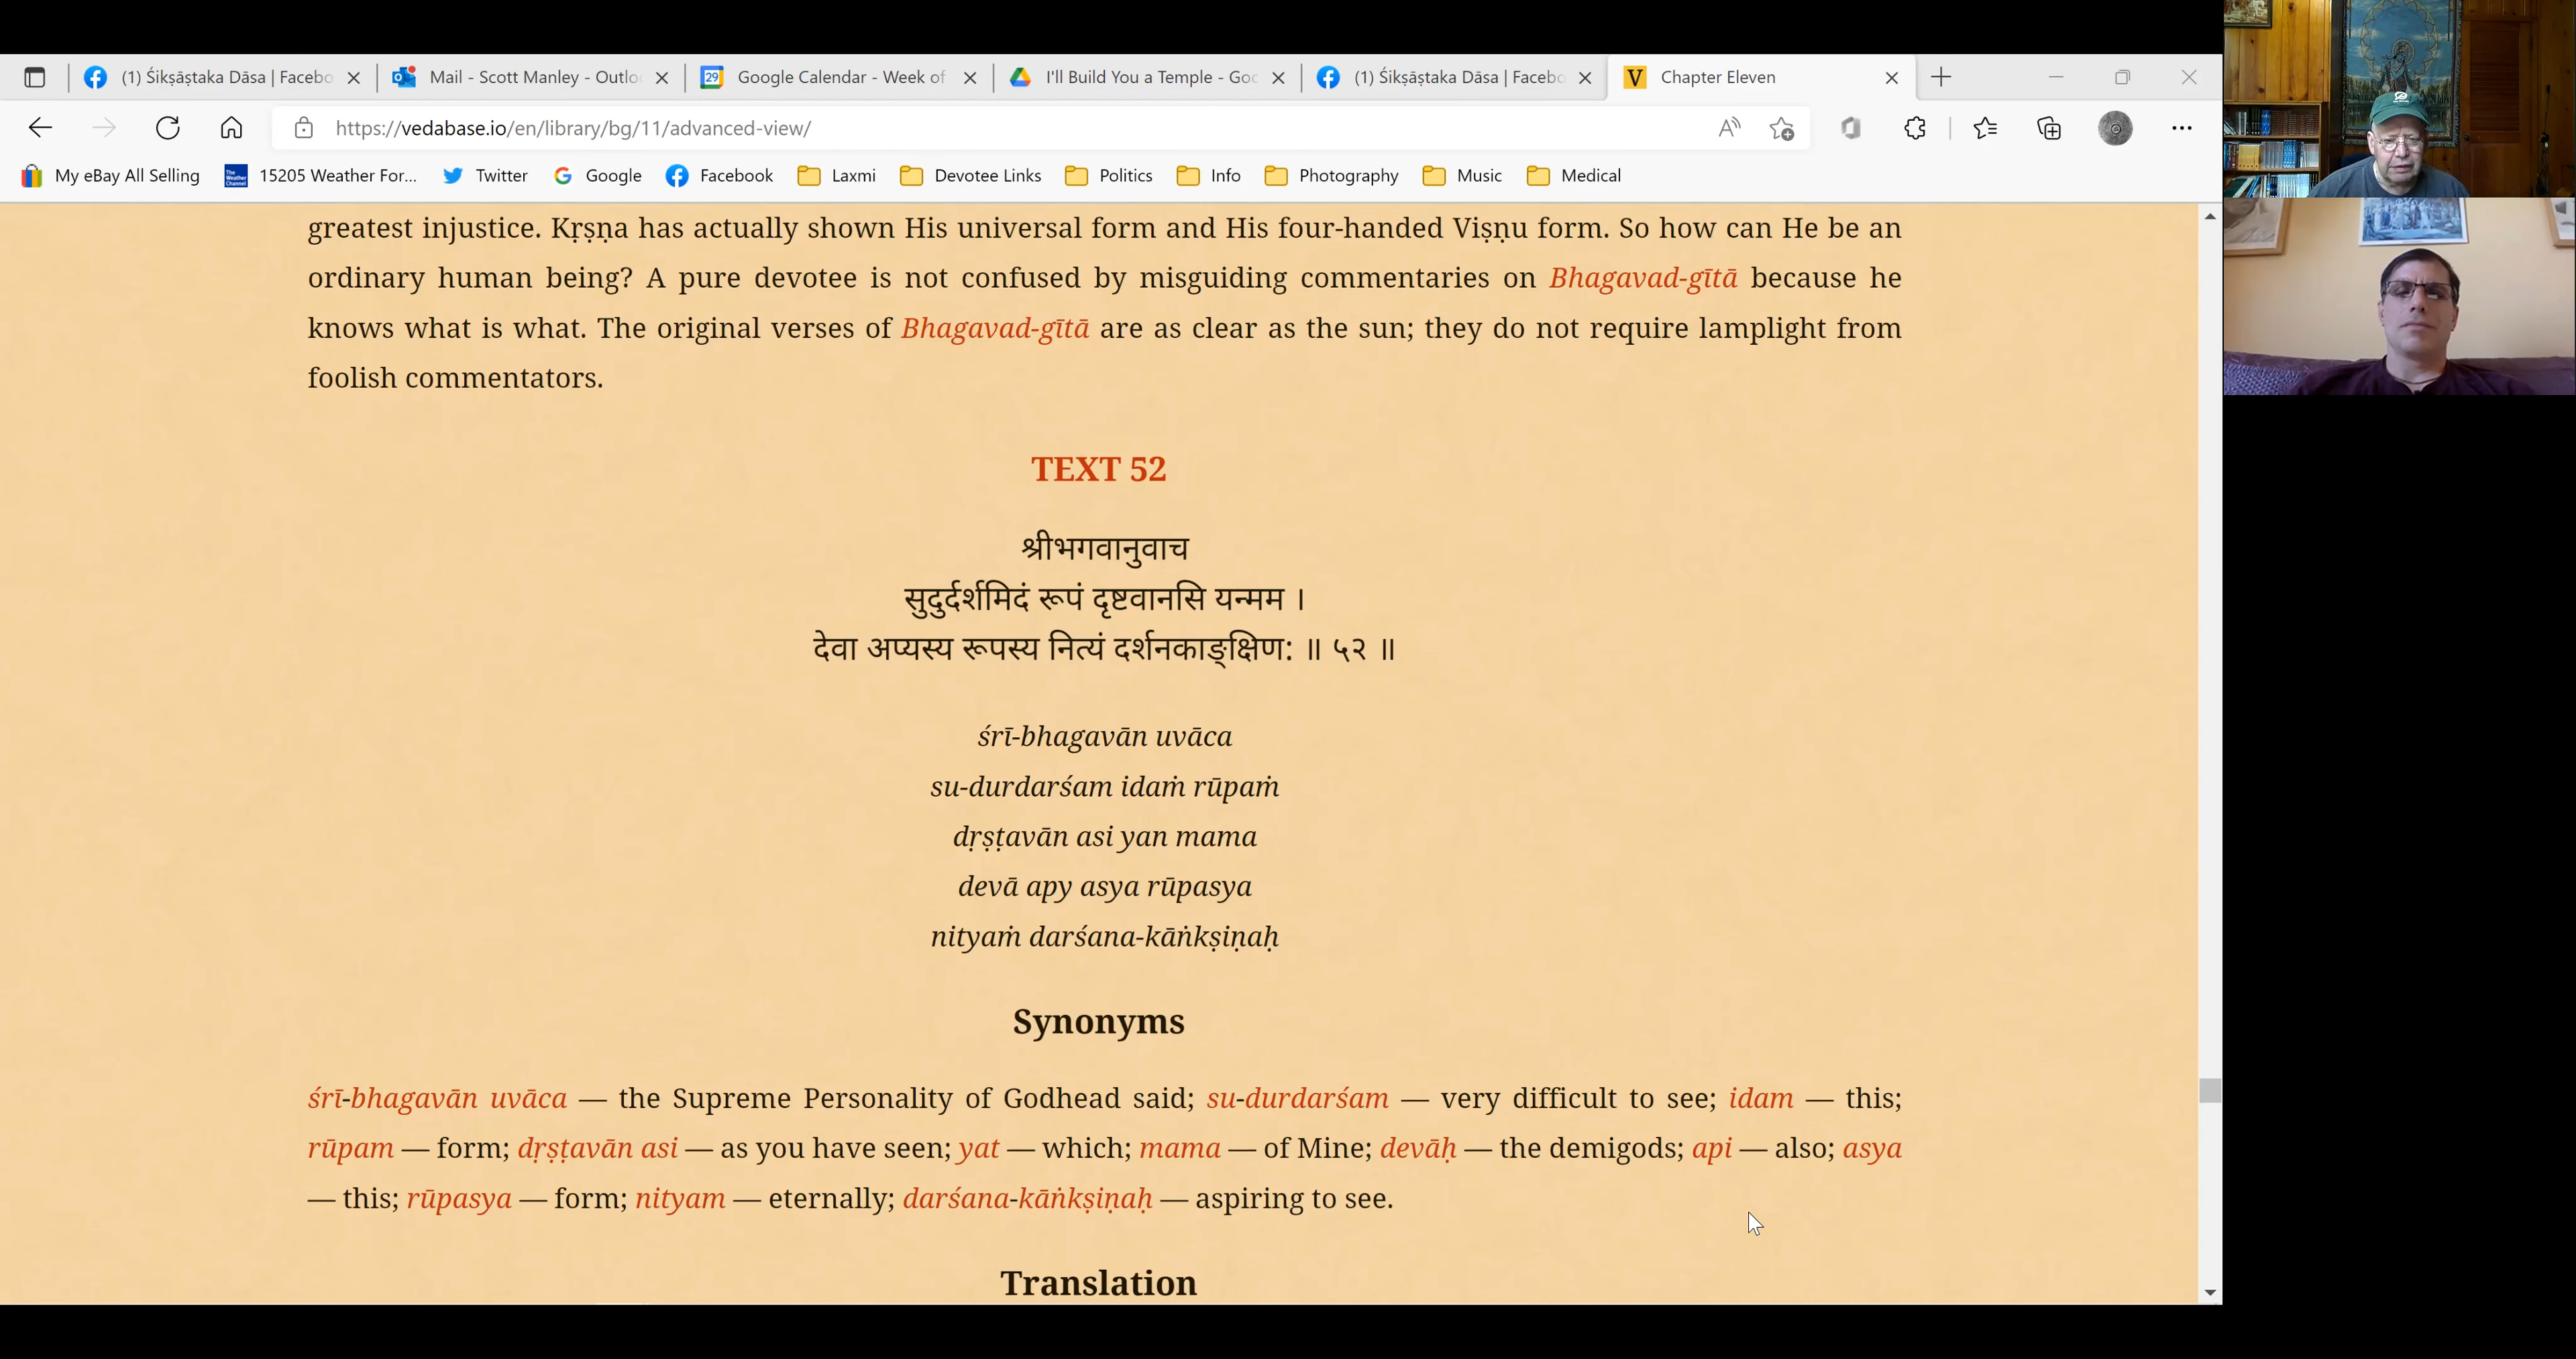 (1) Śikṣāṣṭaka Dāsa | Facebo
Mail - Scott Manley - Outlo
29
Google Calendar - Week of
I'll Build You a Temple - Goo
(1) Śikṣāṣṭaka Dāsa | Facebo
V
Chapter Eleven
https://vedabase.io/en/library/bg/11/advanced-view/
My eBay All Selling
15205 Weather For...
Twitter
Google
Facebook
Laxmi
Devotee Links
Politics
Info
Photography
Music
Medical
greatest injustice. Kṛṣṇa has actually shown His universal form and His four-handed Viṣṇu form. So how can He be an
ordinary human being? A pure devotee is not confused by misguiding commentaries on Bhagavad-gītā because he
knows what is what. The original verses of Bhagavad-gītā are as clear as the sun; they do not require lamplight from
foolish commentators.
TEXT 52
श्रीभगवानुवाच
सुदुर्दर्शमिदं रूपं दृष्टवानसि यन्मम ।
देवा अप्यस्य रूपस्य नित्यं दर्शनकाङ्‍क्षिण: ॥ ५२ ॥
śrī-bhagavān uvāca
su-durdarśam idaṁ rūpaṁ
dṛṣṭavān asi yan mama
devā apy asya rūpasya
nityaṁ darśana-kāṅkṣiṇaḥ
Synonyms
śrī-bhagavān uvāca — the Supreme Personality of Godhead said; su-durdarśam — very difficult to see; idam — this;
rūpam — form; dṛṣṭavān asi — as you have seen; yat — which; mama — of Mine; devāḥ — the demigods; api — also; asya
— this; rūpasya — form; nityam — eternally; darśana-kāṅkṣiṇaḥ — aspiring to see.
Translation